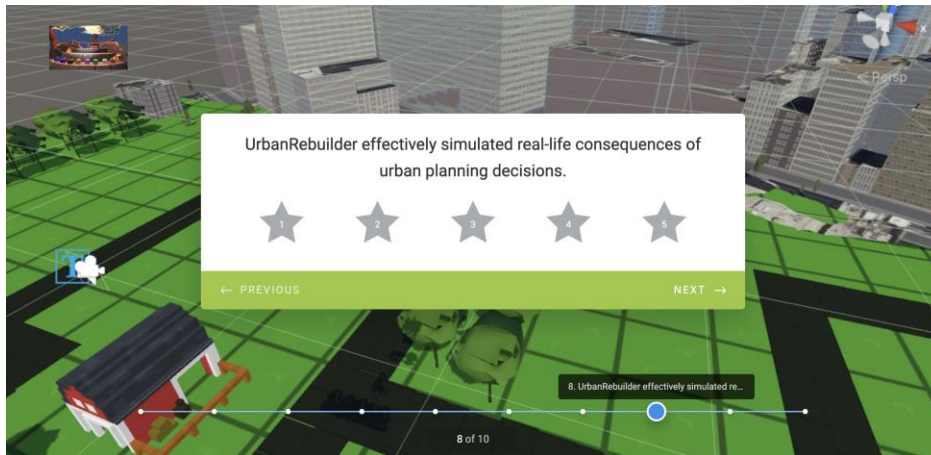 x
< Persp
UrbanRebuilder effectively simulated real-life consequences of
urban planning decisions.
1 2 3 4 5
T
← PREVIOUS NEXT →
8. UrbanRebuilder effectively simulated re...
8 of 10